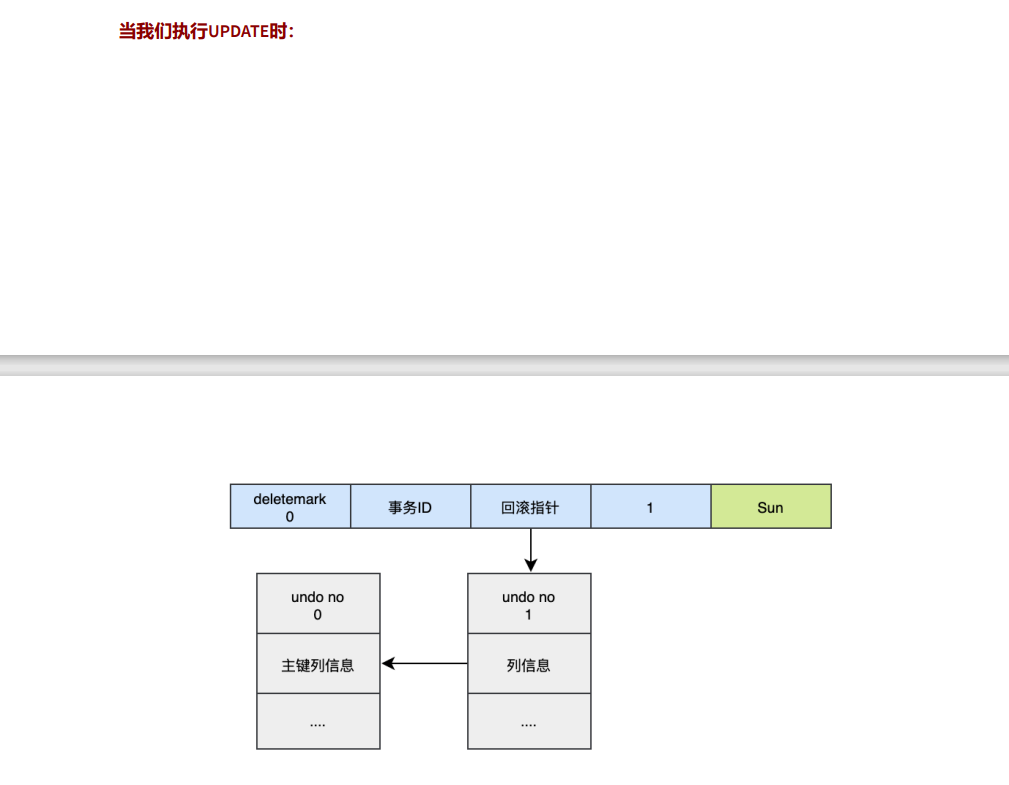 当我们执行UPDATE时：
deletemark
0
事务ID
回滚指针
1
Sun
undo no
0
undo no
1
主键列信息
列信息
....
....